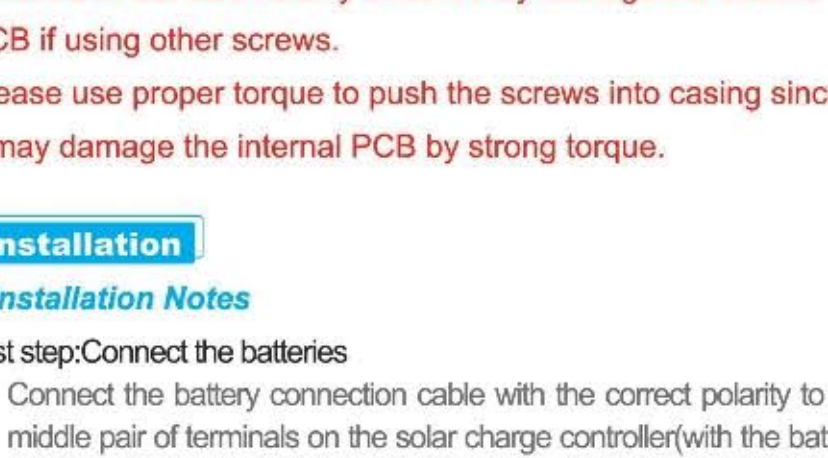 CB if using other screws.
ease use proper torque to push the screws into casing sinc
may damage the internal PCB by strong torque.
nstallation
nstallation Notes
st step:Connect the batteries
Connect the battery connection cable with the correct polarity to
middle pair of terminals on the solar charge controller(with the bat